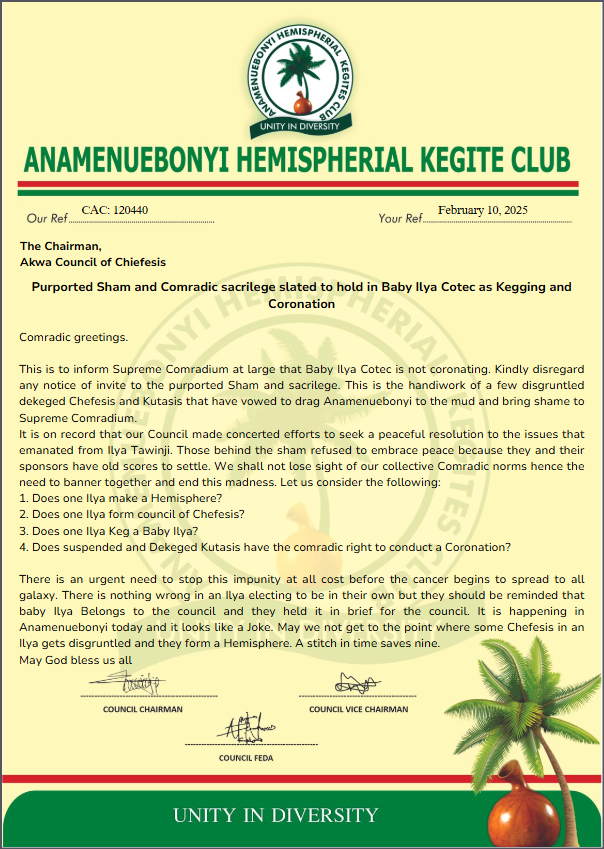 ANAMENUEBONYI HEMISPHERIAL KEGITES CLUB
UNITY IN DIVERSITY
ANAMENUEBONYI HEMISPHERIAL KEGITE CLUB
Our Ref CAC: 120440
Your Ref February 10, 2025
The Chairman,
Akwa Council of Chiefesis
Purported Sham and Comradic sacrilege slated to hold in Baby Ilya Cotec as Kegging and
Coronation
Comradic greetings.
This is to inform Supreme Comradium at large that Baby Ilya Cotec is not coronating. Kindly disregard
any notice of invite to the purported Sham and sacrilege. This is the handiwork of a few disgruntled
dekeged Chefesis and Kutasis that have vowed to drag Anamenuebonyi to the mud and bring shame to
Supreme Comradium.
It is on record that our Council made concerted efforts to seek a peaceful resolution to the issues that
emanated from Ilya Tawinji. Those behind the sham refused to embrace peace because they and their
sponsors have old scores to settle. We shall not lose sight of our collective Comradic norms hence the
need to banner together and end this madness. Let us consider the following:
1. Does one Ilya make a Hemisphere?
2. Does one Ilya form council of Chefesis?
3. Does one Ilya Keg a Baby Ilya?
4. Does suspended and Dekeged Kutasis have the comradic right to conduct a Coronation?
There is an urgent need to stop this impunity at all cost before the cancer begins to spread to all
galaxy. There is nothing wrong in an Ilya electing to be in their own but they should be reminded that
baby Ilya Belongs to the council and they held it in brief for the council. It is happening in
Anamenuebonyi today and it looks like a Joke. May we not get to the point where some Chefesis in an
Ilya gets disgruntled and they form a Hemisphere. A stitch in time saves nine.
May God bless us all
COUNCIL CHAIRMAN
COUNCIL VICE CHAIRMAN
COUNCIL FEDA
UNITY IN DIVERSITY